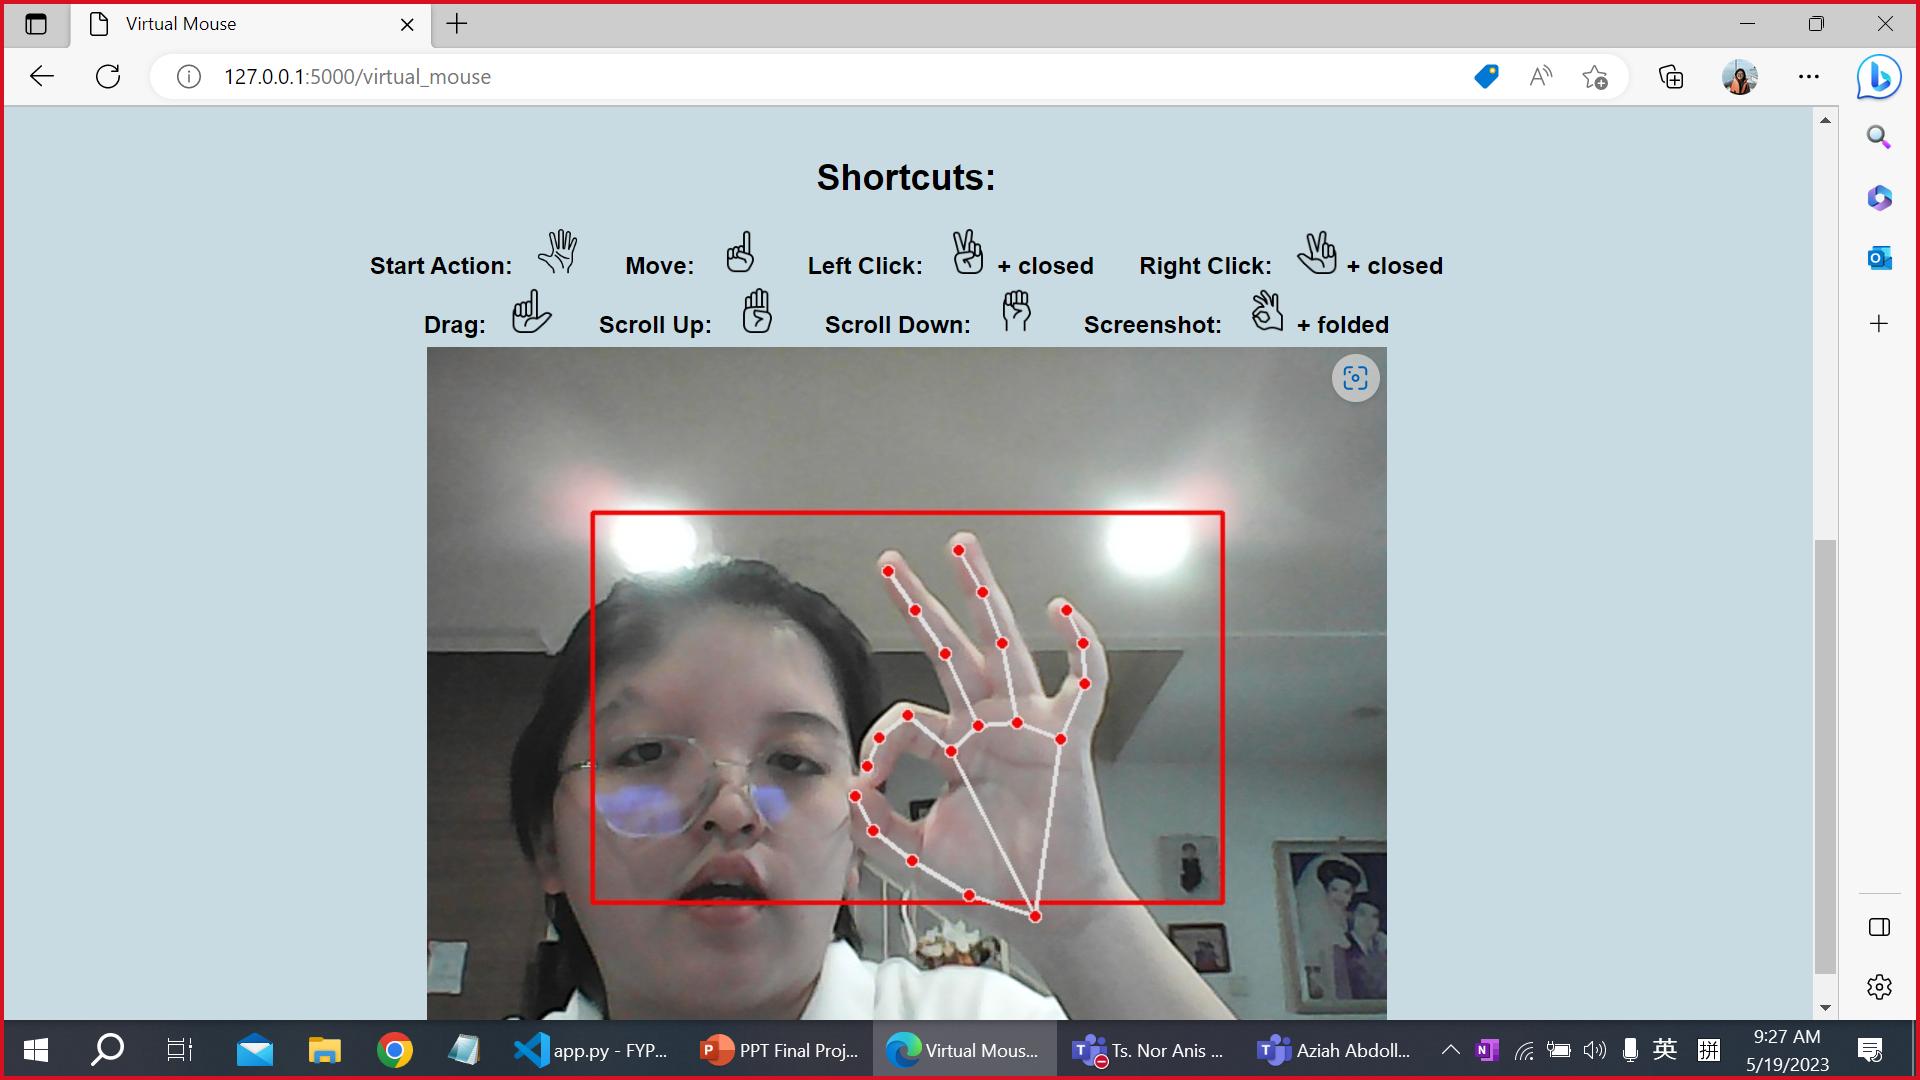 Virtual Mouse
127.0.0.1:5000/virtual_mouse
Shortcuts:
Start Action: Move: Left Click: + closed Right Click: + closed
Drag: Scroll Up: Scroll Down: Screenshot: + folded
app.py - FYP... PPT Final Proj... Virtual Mous... Ts. Nor Anis ... Aziah Abdoll... 英 拼 9:27 AM
5/19/2023